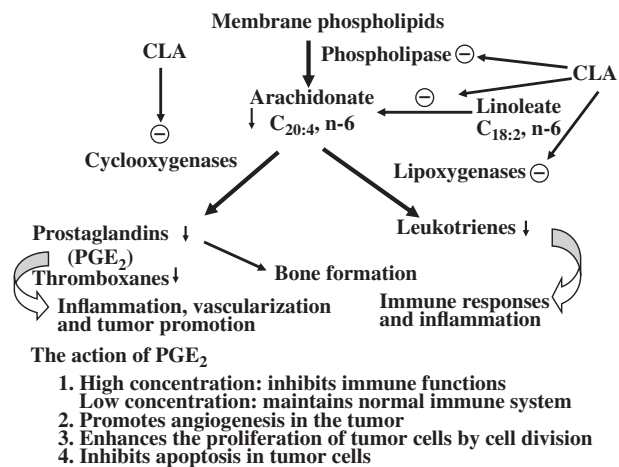 Membrane phospholipids
CLA
Phospholipase ⊖
CLA
Arachidonate
↓ C₂₀:₄, n-6
⊖
Linoleate
C₁₈:₂, n-6
⊖
Cyclooxygenases
Lipoxygenases ⊖
Prostaglandins ↓
(PGE₂)
Thromboxanes ↓
Leukotrienes ↓
Bone formation
Inflammation, vascularization
and tumor promotion
Immune responses
and inflammation
The action of PGE₂
1. High concentration: inhibits immune functions
Low concentration: maintains normal immune system
2. Promotes angiogenesis in the tumor
3. Enhances the proliferation of tumor cells by cell division
4. Inhibits apoptosis in tumor cells